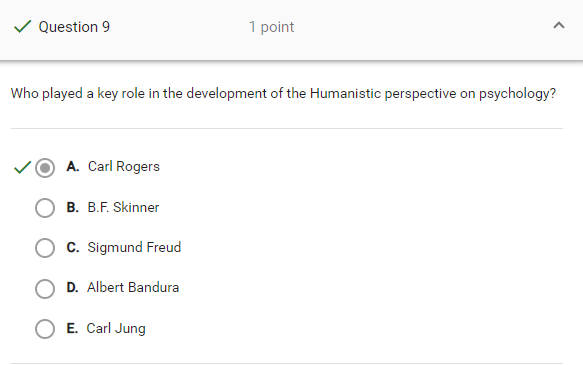 Question 9 1 point
Who played a key role in the development of the Humanistic perspective on psychology?
A. Carl Rogers
B. B.F. Skinner
C. Sigmund Freud
D. Albert Bandura
E. Carl Jung